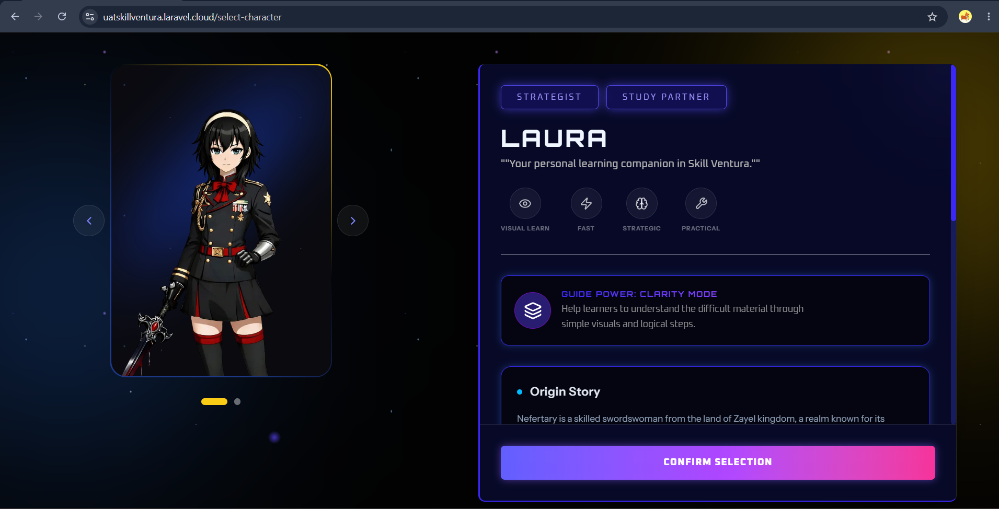 uatskillventura.laravel.cloud/select-character
STRATEGIST
STUDY PARTNER
LAURA
""Your personal learning companion in Skill Ventura.""
VISUAL LEARN
FAST
STRATEGIC
PRACTICAL
GUIDE POWER: CLARITY MODE
Help learners to understand the difficult material through
simple visuals and logical steps.
Origin Story
Nefertary is a skilled swordswoman from the land of Zayel kingdom, a realm known for its
CONFIRM SELECTION